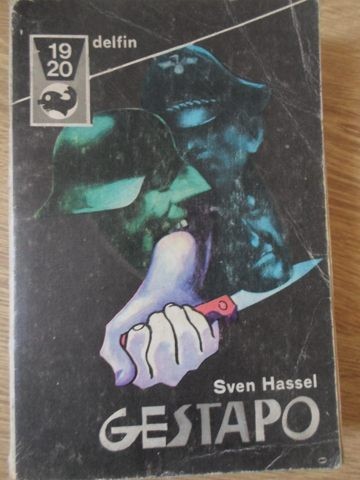 19
20
delfin
Sven Hassel
GESTAPO